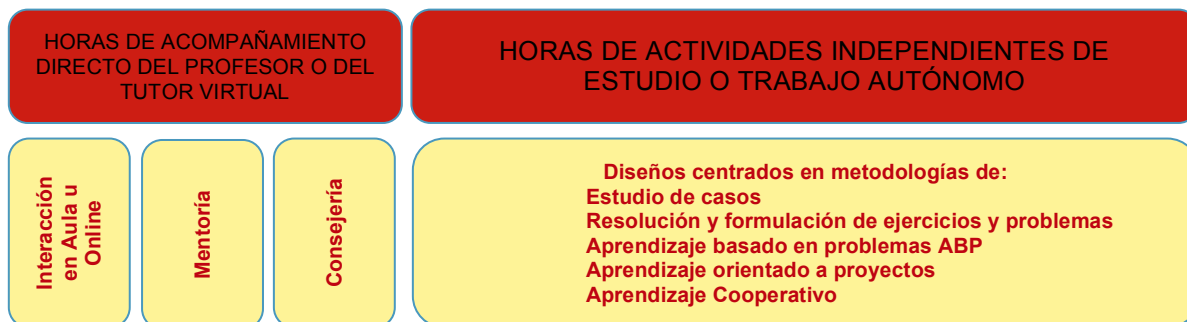 HORAS DE ACOMPAÑAMIENTO
DIRECTO DEL PROFESOR O DEL
TUTOR VIRTUAL
HORAS DE ACTIVIDADES INDEPENDIENTES DE
ESTUDIO O TRABAJO AUTÓNOMO
Interacción
en Aula u
Online
Mentoría
Consejería
Diseños centrados en metodologías de:
Estudio de casos
Resolución y formulación de ejercicios y problemas
Aprendizaje basado en problemas ABP
Aprendizaje orientado a proyectos
Aprendizaje Cooperativo